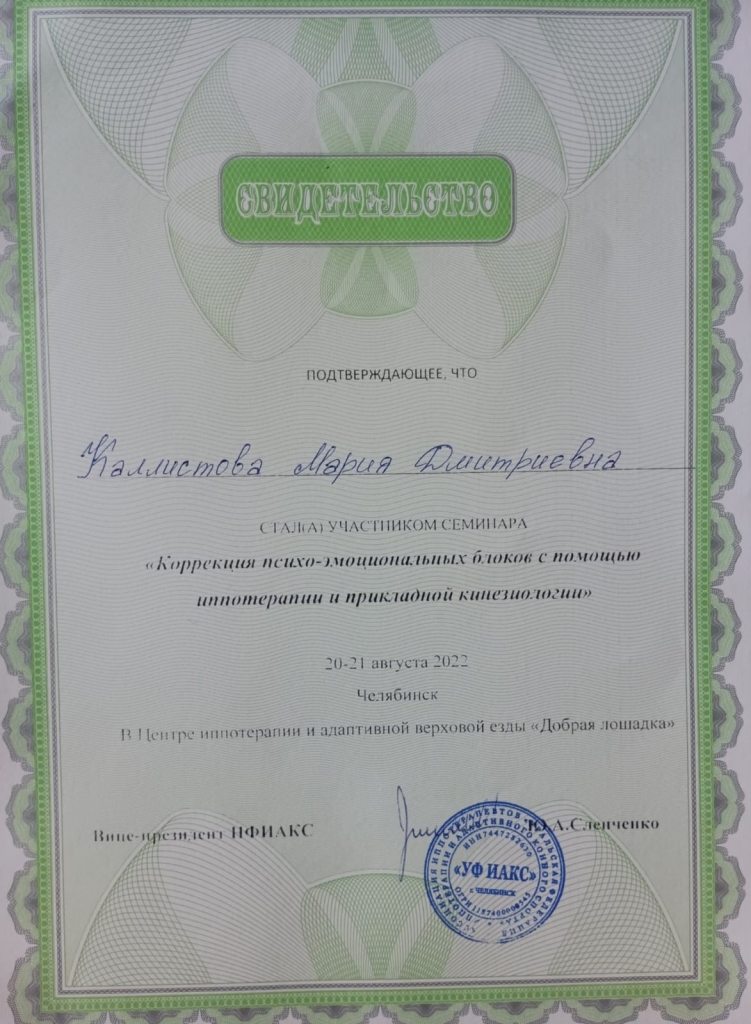 СВИДЕТЕЛЬСТВО
ПОДТВЕРЖДАЮЩЕЕ, ЧТО
Каллистова Мария Дмитриевна
СТАЛ(А) УЧАСТНИКОМ СЕМИНАРА
«Коррекция психо-эмоциональных блоков с помощью
иппотерапии и прикладной кинезиологии»
20-21 августа 2022
Челябинск
В Центре иппотерапии и адаптивной верховой езды «Добрая лошадка»
Вице-президент НФИАКС
Ю.А.Сленченко
«УФ ИАКС»
г.ЧЕЛЯБИНСК